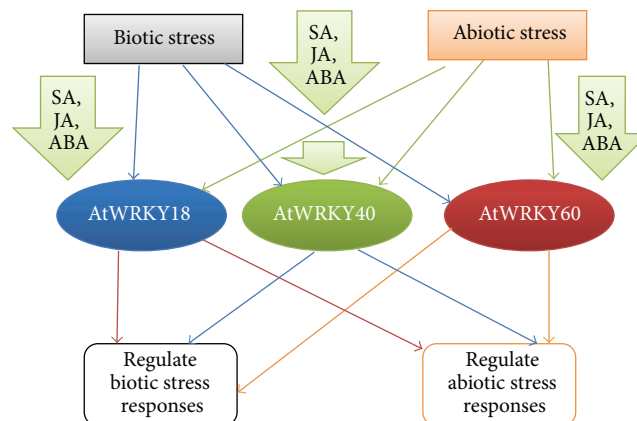 Biotic stress
SA,
JA,
ABA
Abiotic stress
SA,
JA,
ABA
SA,
JA,
ABA
AtWRKY18
AtWRKY40
AtWRKY60
Regulate
biotic stress
responses
Regulate
abiotic stress
responses